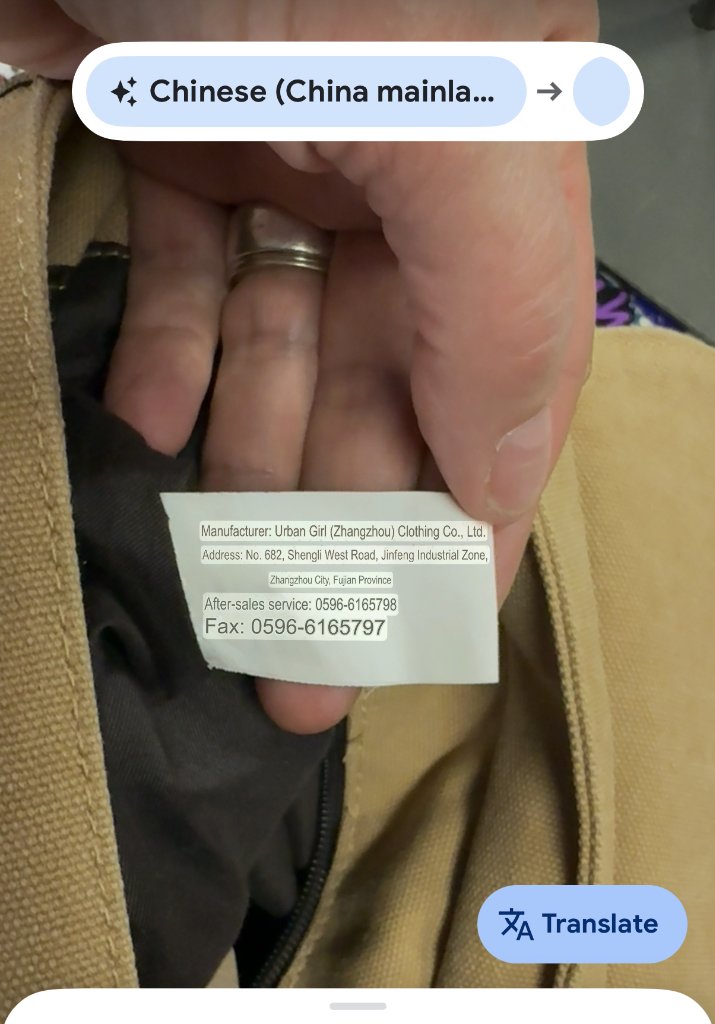 Chinese (China mainla...
Manufacturer: Urban Girl (Zhangzhou) Clothing Co., Ltd.
Address: No. 682, Shengli West Road, Jinfeng Industrial Zone,
Zhangzhou City, Fujian Province
After-sales service: 0596-6165798
Fax: 0596-6165797
Translate